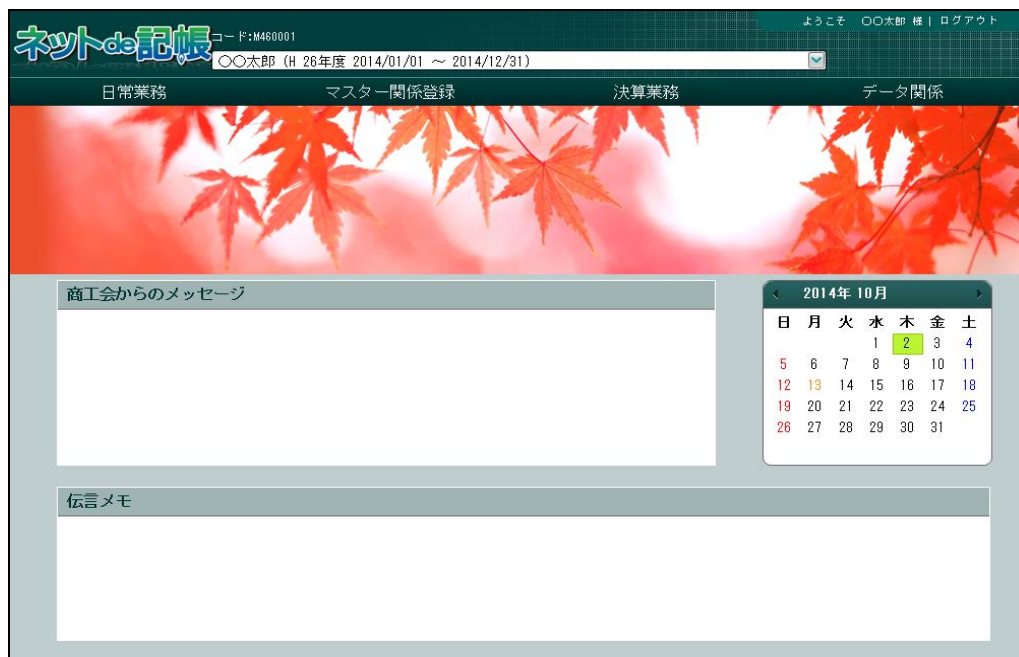 ようこそ 〇〇太郎 様 | ログアウト
ネットde記帳
コード:M460001
〇〇太郎 (H 26年度 2014/01/01 ～ 2014/12/31)
日常業務 マスター関係登録 決算業務 データ関係
商工会からのメッセージ
2014年 10月
日 月 火 水 木 金 土
1 2 3 4
5 6 7 8 9 10 11
12 13 14 15 16 17 18
19 20 21 22 23 24 25
26 27 28 29 30 31
伝言メモ